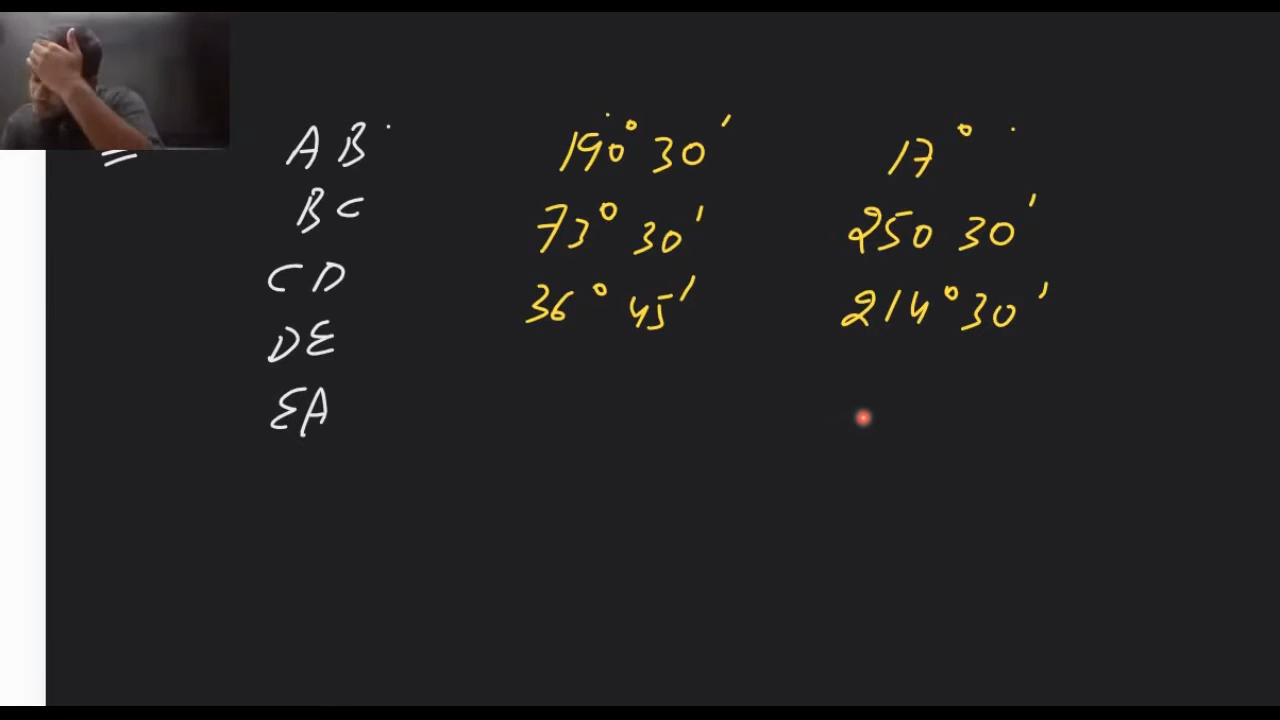 AB 190° 30' 17°
BC 73° 30' 250 30'
CD 36° 45' 214° 30'
DE
EA